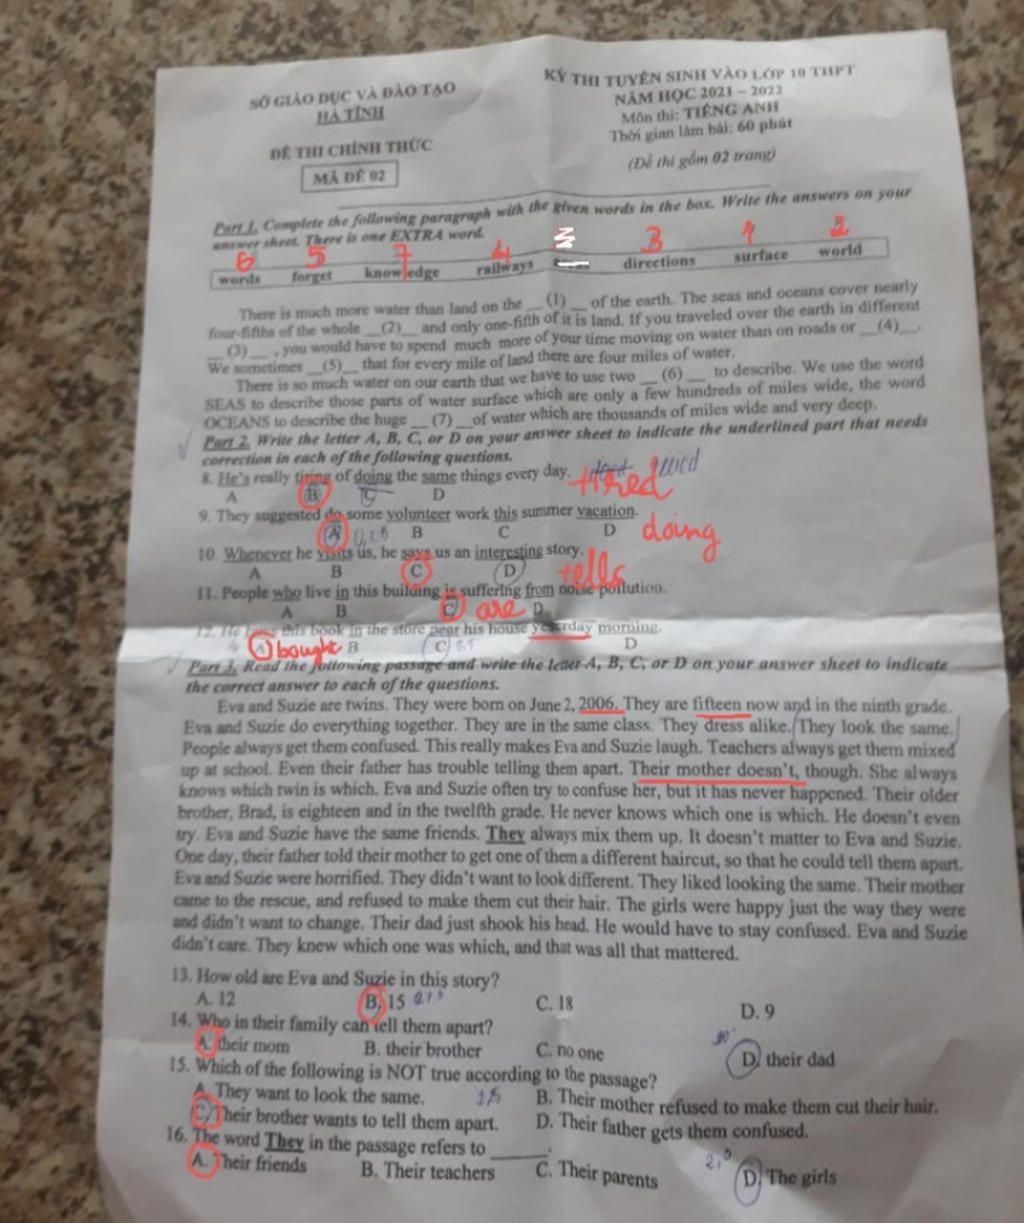 SỞ GIÁO DỤC VÀ ĐÀO TẠO
HÀ TĨNH
ĐỀ THI CHÍNH THỨC
MÃ ĐỀ 02
KỲ THI TUYỂN SINH VÀO LỚP 10 THPT
NĂM HỌC 2021 – 2022
Môn thi: TIẾNG ANH
Thời gian làm bài: 60 phút
(Đề thi gồm 02 trang)
Part 1. Complete the following paragraph with the given words in the box. Write the answers on your
answer sheet. There is one EXTRA word.
6 5 7 4 3 1 2
words forget knowledge railways directions surface world
There is much more water than land on the __(1)__ of the earth. The seas and oceans cover nearly
four-fifths of the whole __(2)__ and only one-fifth of it is land. If you traveled over the earth in different
__(3)__, you would have to spend much more of your time moving on water than on roads or __(4)__.
We sometimes __(5)__ that for every mile of land there are four miles of water.
There is so much water on our earth that we have to use two __(6)__ to describe. We use the word
SEAS to describe those parts of water surface which are only a few hundreds of miles wide, the word
OCEANS to describe the huge __(7)__ of water which are thousands of miles wide and very deep.
Part 2. Write the letter A, B, C, or D on your answer sheet to indicate the underlined part that needs
correction in each of the following questions.
8. He's really tiring of doing the same things every day. tired
A B C D
9. They suggested do some volunteer work this summer vacation.
A B C D doing
10. Whenever he visits us, he says us an interesting story.
A B C D tells
11. People who live in this building is suffering from noise pollution.
A B C are D
12. He buys this book in the store near his house yesterday morning.
A bought B C D
Part 3. Read the following passage and write the letter A, B, C, or D on your answer sheet to indicate
the correct answer to each of the questions.
Eva and Suzie are twins. They were born on June 2, 2006. They are fifteen now and in the ninth grade.
Eva and Suzie do everything together. They are in the same class. They dress alike. They look the same.
People always get them confused. This really makes Eva and Suzie laugh. Teachers always get them mixed
up at school. Even their father has trouble telling them apart. Their mother doesn't, though. She always
knows which twin is which. Eva and Suzie often try to confuse her, but it has never happened. Their older
brother, Brad, is eighteen and in the twelfth grade. He never knows which one is which. He doesn't even
try. Eva and Suzie have the same friends. They always mix them up. It doesn't matter to Eva and Suzie.
One day, their father told their mother to get one of them a different haircut, so that he could tell them apart.
Eva and Suzie were horrified. They didn't want to look different. They liked looking the same. Their mother
came to the rescue, and refused to make them cut their hair. The girls were happy just the way they were
and didn't want to change. Their dad just shook his head. He would have to stay confused. Eva and Suzie
didn't care. They knew which one was which, and that was all that mattered.
13. How old are Eva and Suzie in this story?
A. 12 B. 15 C. 18 D. 9
14. Who in their family can tell them apart?
A. their mom B. their brother C. no one D. their dad
15. Which of the following is NOT true according to the passage?
A. They want to look the same. B. Their mother refused to make them cut their hair.
C. Their brother wants to tell them apart. D. Their father gets them confused.
16. The word They in the passage refers to ______.
A. Their friends B. Their teachers C. Their parents D. The girls